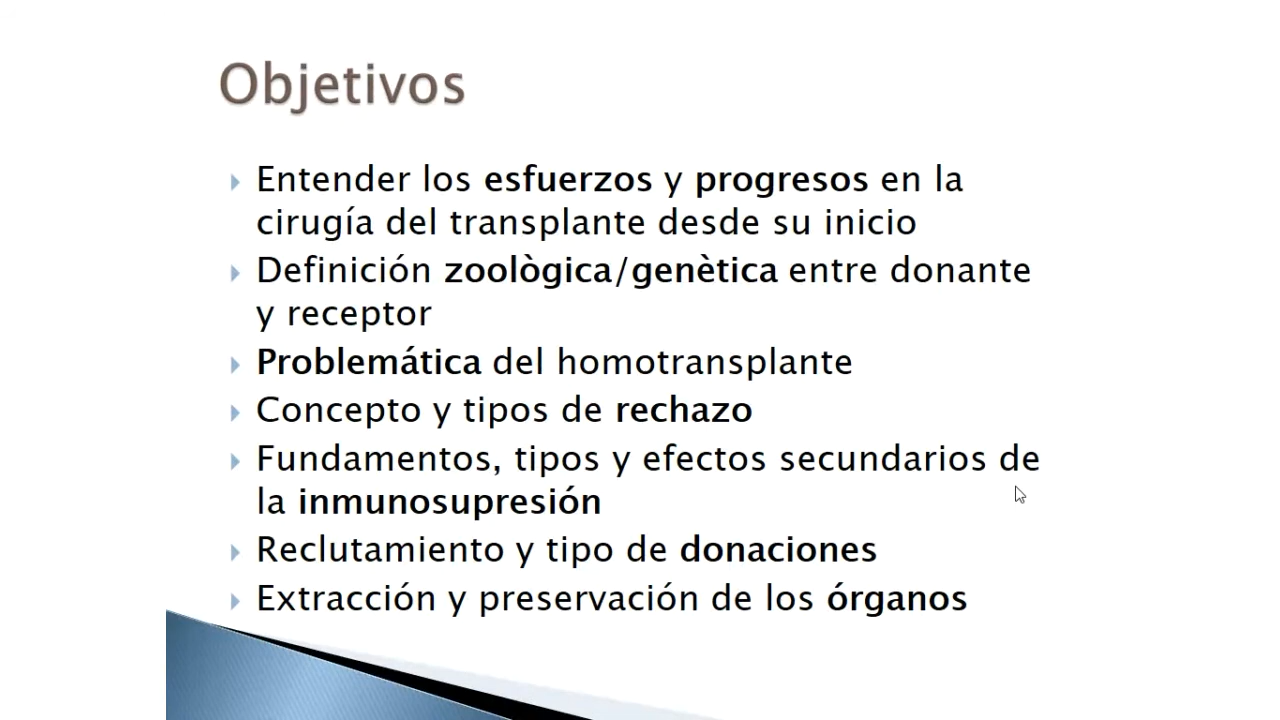 Objetivos
Entender los esfuerzos y progresos en la
cirugía del transplante desde su inicio
Definición zoològica/genètica entre donante
y receptor
Problemática del homotransplante
Concepto y tipos de rechazo
Fundamentos, tipos y efectos secundarios de
la inmunosupresión
Reclutamiento y tipo de donaciones
Extracción y preservación de los órganos